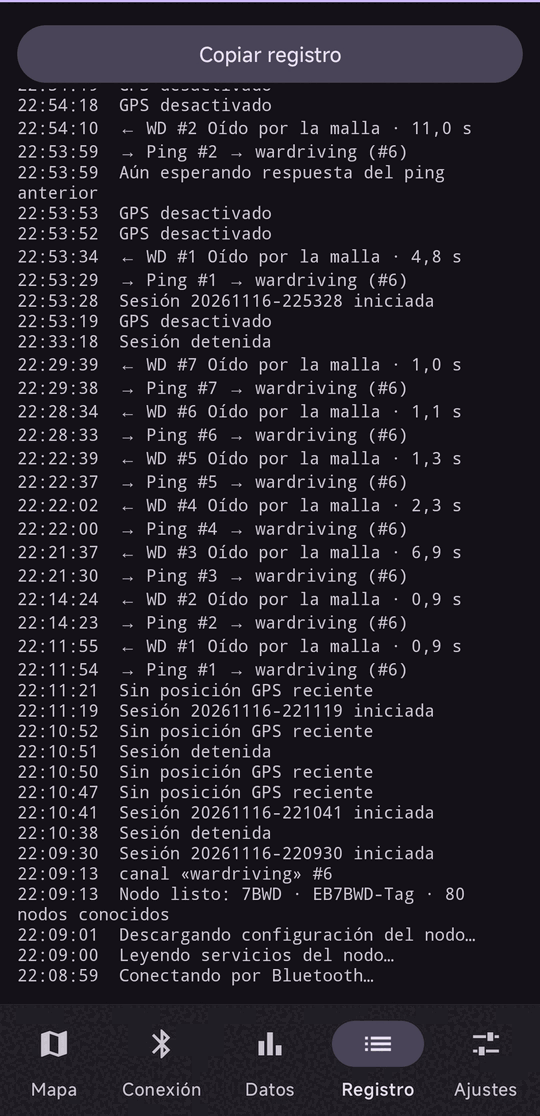 Copiar registro
22:54:18 GPS desactivado
22:54:10 ← WD #2 Oído por la malla · 11,0 s
22:53:59 → Ping #2 → wardriving (#6)
22:53:59 Aún esperando respuesta del ping
anterior
22:53:53 GPS desactivado
22:53:52 GPS desactivado
22:53:34 ← WD #1 Oído por la malla · 4,8 s
22:53:29 → Ping #1 → wardriving (#6)
22:53:28 Sesión 20261116-225328 iniciada
22:53:19 GPS desactivado
22:33:18 Sesión detenida
22:29:39 ← WD #7 Oído por la malla · 1,0 s
22:29:38 → Ping #7 → wardriving (#6)
22:28:34 ← WD #6 Oído por la malla · 1,1 s
22:28:33 → Ping #6 → wardriving (#6)
22:22:39 ← WD #5 Oído por la malla · 1,3 s
22:22:37 → Ping #5 → wardriving (#6)
22:22:02 ← WD #4 Oído por la malla · 2,3 s
22:22:00 → Ping #4 → wardriving (#6)
22:21:37 ← WD #3 Oído por la malla · 6,9 s
22:21:30 → Ping #3 → wardriving (#6)
22:14:24 ← WD #2 Oído por la malla · 0,9 s
22:14:23 → Ping #2 → wardriving (#6)
22:11:55 ← WD #1 Oído por la malla · 0,9 s
22:11:54 → Ping #1 → wardriving (#6)
22:11:21 Sin posición GPS reciente
22:11:19 Sesión 20261116-221119 iniciada
22:10:52 Sin posición GPS reciente
22:10:51 Sesión detenida
22:10:50 Sin posición GPS reciente
22:10:47 Sin posición GPS reciente
22:10:41 Sesión 20261116-221041 iniciada
22:10:38 Sesión detenida
22:09:30 Sesión 20261116-220930 iniciada
22:09:13 canal «wardriving» #6
22:09:13 Nodo listo: 7BWD · EB7BWD-Tag · 80
nodos conocidos
22:09:01 Descargando configuración del nodo…
22:09:00 Leyendo servicios del nodo…
22:08:59 Conectando por Bluetooth…
Mapa Conexión Datos Registro Ajustes